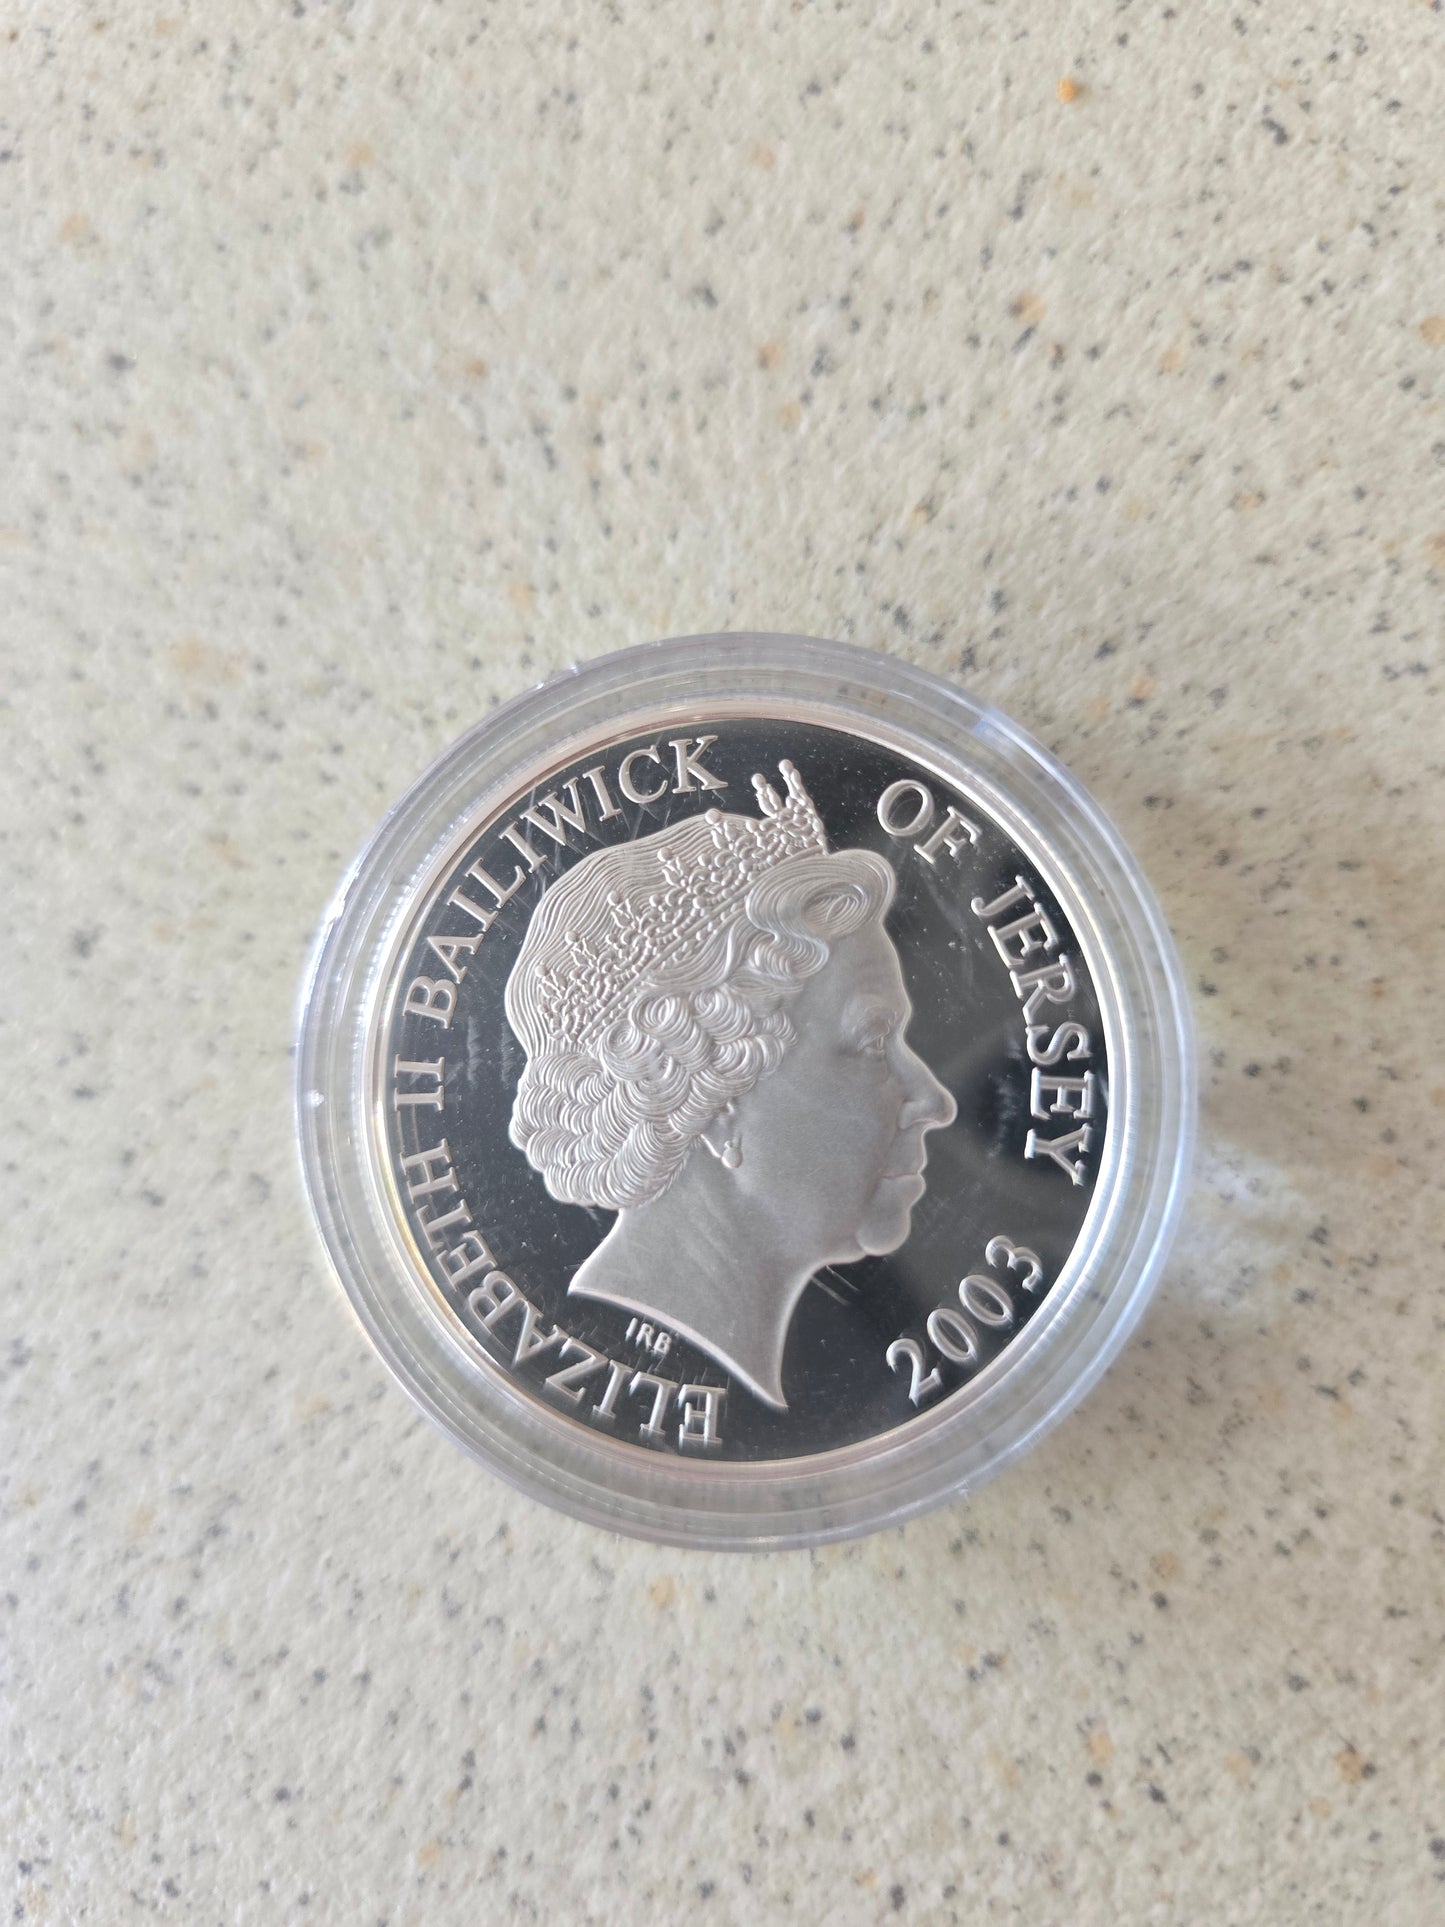 ELIZABETH II BAILIWICK OF JERSEY
2003
IRB